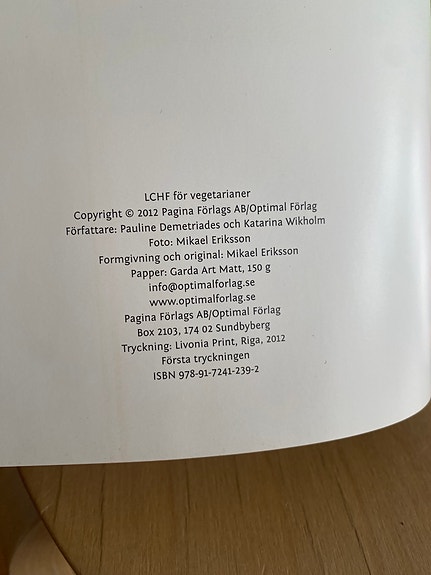 LCHF för vegetarianer
Copyright © 2012 Pagina Förlags AB/Optimal Förlag
Författare: Pauline Demetriades och Katarina Wikholm
Foto: Mikael Eriksson
Formgivning och original: Mikael Eriksson
Papper: Garda Art Matt, 150 g
info@optimalforlag.se
www.optimalforlag.se
Pagina Förlags AB/Optimal Förlag
Box 2103, 174 02 Sundbyberg
Tryckning: Livonia Print, Riga, 2012
Första tryckningen
ISBN 978-91-7241-239-2